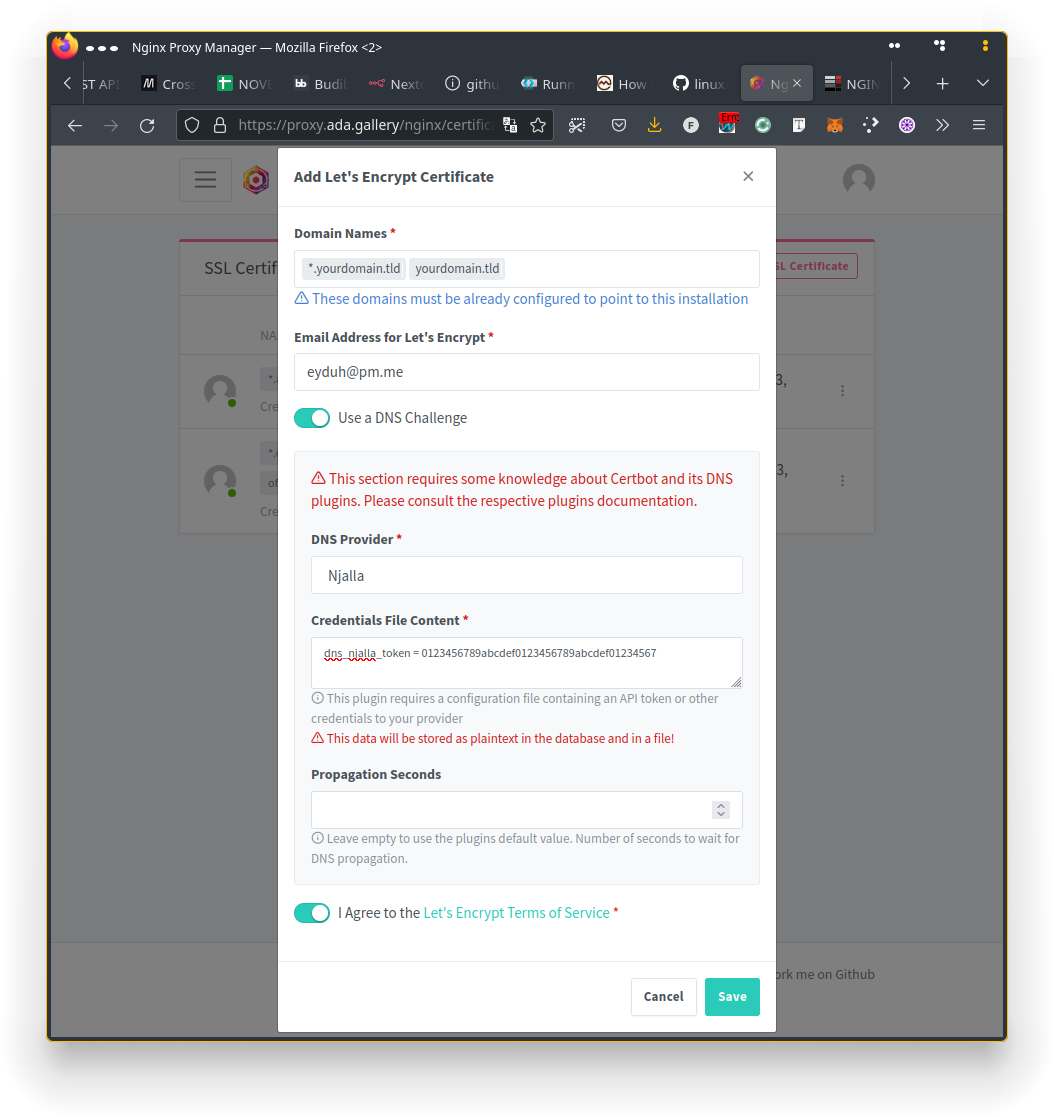 Nginx Proxy Manager — Mozilla Firefox <2>
ST API
Cross
NOVE
Budil
Nexte
githu
Runn
How
linux
Ng
NGIN
https://proxy.ada.gallery/nginx/certific
Erro
Add Let's Encrypt Certificate
Domain Names *
*.yourdomain.tld yourdomain.tld
These domains must be already configured to point to this installation
Email Address for Let's Encrypt *
eyduh@pm.me
Use a DNS Challenge
This section requires some knowledge about Certbot and its DNS
plugins. Please consult the respective plugins documentation.
DNS Provider *
Njalla
Credentials File Content *
dns_njalla_token = 0123456789abcdef0123456789abcdef01234567
This plugin requires a configuration file containing an API token or other
credentials to your provider
This data will be stored as plaintext in the database and in a file!
Propagation Seconds
Leave empty to use the plugins default value. Number of seconds to wait for
DNS propagation.
I Agree to the Let's Encrypt Terms of Service *
Cancel Save
SSL Certif
SL Certificate
NA
3,
Cre
3,
of
Cre
ork me on Github